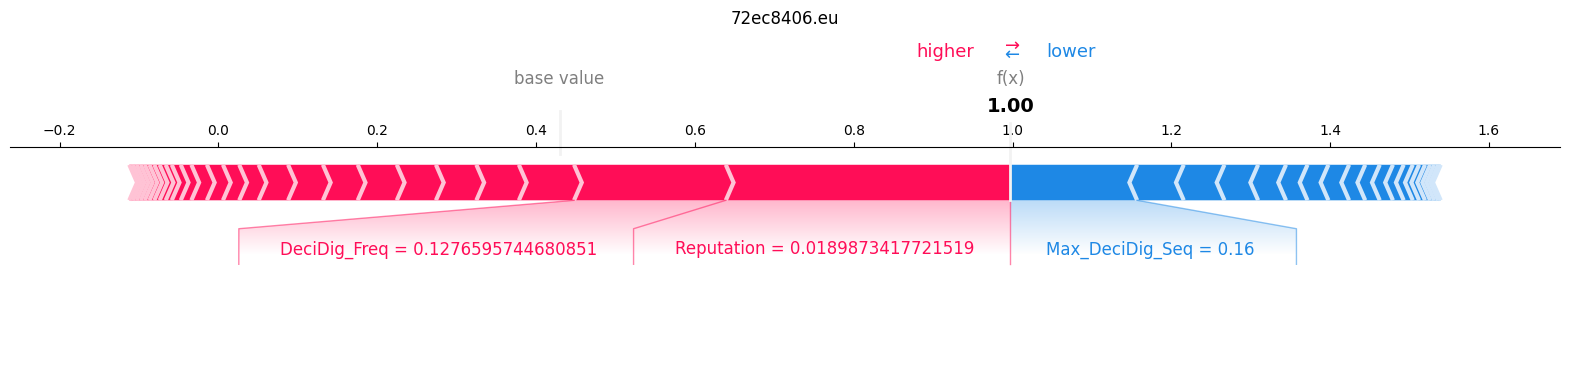 72ec8406.eu
higher → lower
←
base value f(x)
1.00
−0.2 0.0 0.2 0.4 0.6 0.8 1.0 1.2 1.4 1.6
DeciDig_Freq = 0.1276595744680851 Reputation = 0.0189873417721519 Max_DeciDig_Seq = 0.16